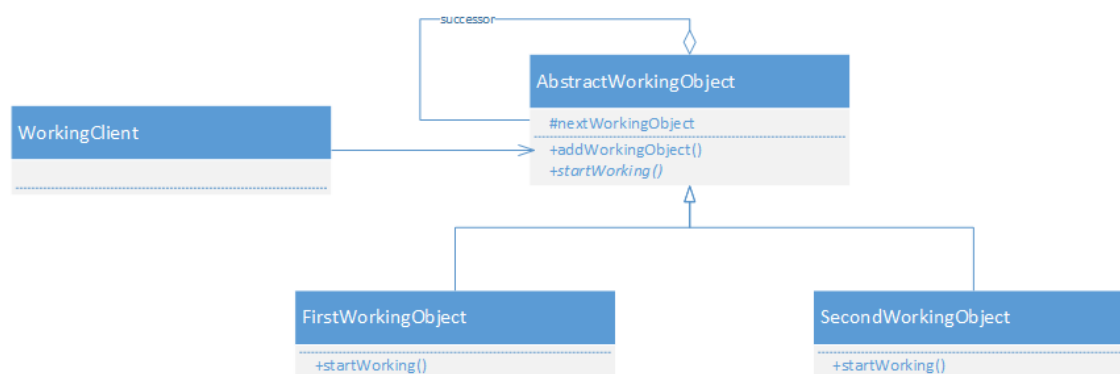 successor
AbstractWorkingObject
#nextWorkingObject
+addWorkingObject()
+startWorking()
WorkingClient
FirstWorkingObject
+startWorking()
SecondWorkingObject
+startWorking()